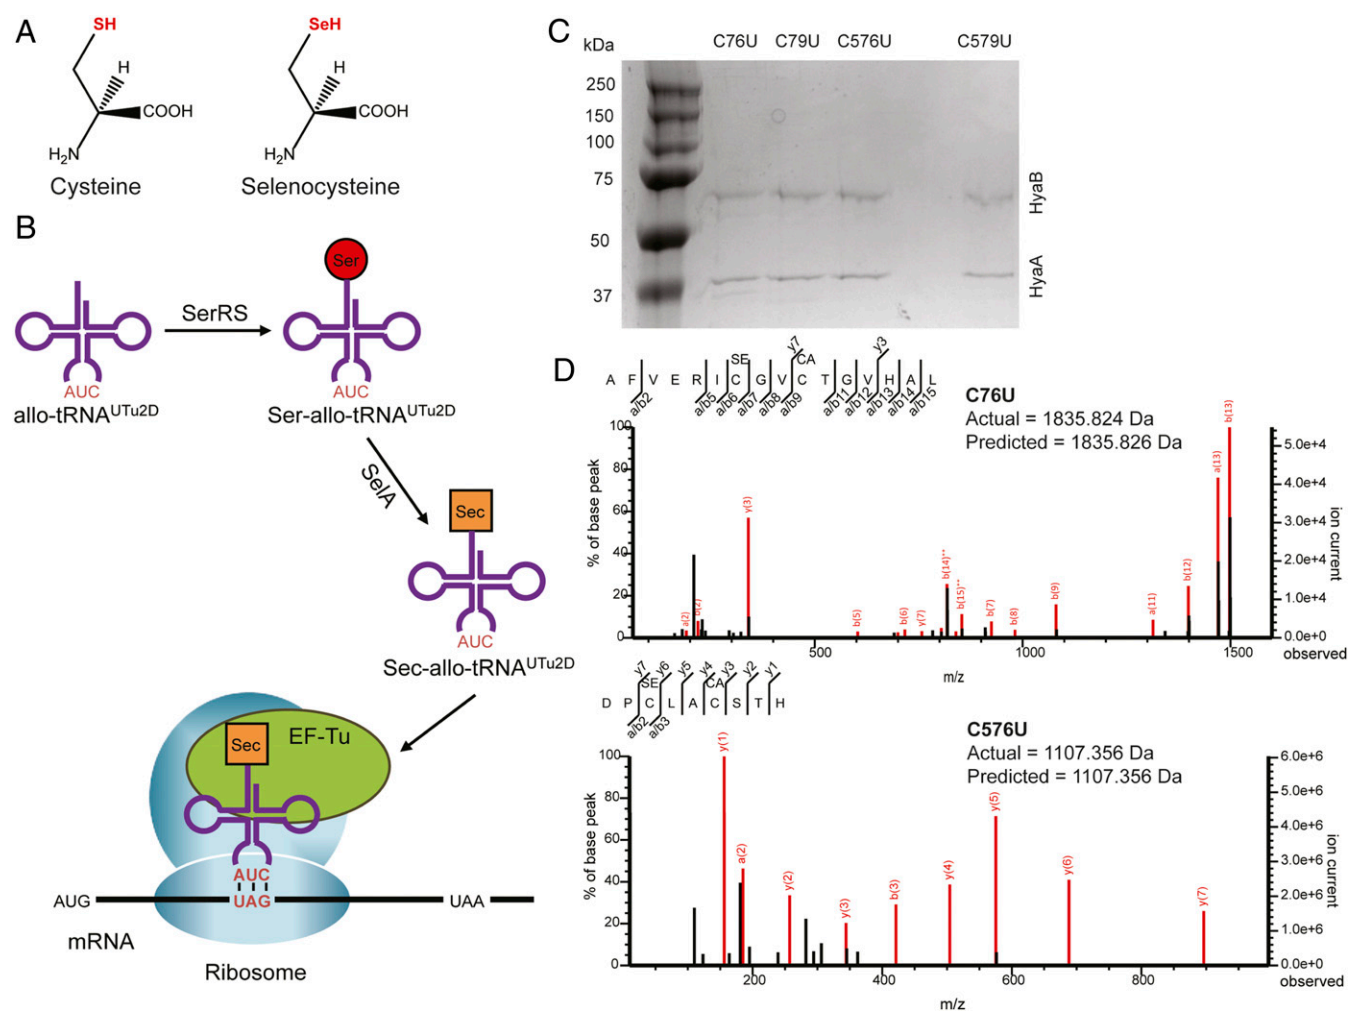 A
SH
H
COOH
H2N
Cysteine
SeH
H
COOH
H2N
Selenocysteine
B
Ser
SerRS
AUC
allo-tRNAUTu2D
AUC
Ser-allo-tRNAUTu2D
SelA
Sec
AUC
Sec-allo-tRNAUTu2D
Sec
EF-Tu
AUC
AUG
UAG
UAA
mRNA
Ribosome
C
kDa
C76U
C79U
C576U
C579U
250
150
100
75
50
37
HyaB
HyaA
D
y7
y3
SE
CA
A F V E R I C G V C T G V H A L
a/b2
a/b5
a/b6
a/b7
a/b8
a/b9
a/b11
a/b12
a/b13
a/b14
a/b15
C76U
Actual = 1835.824 Da
Predicted = 1835.826 Da
100
80
60
40
20
0
% of base peak
a(2)
b(2)
y(3)
b(5)
b(6)
y(7)
b(14)**
b(15)**
b(7)
b(8)
b(9)
a(11)
b(12)
a(13)
b(13)
5.0e+4
4.0e+4
3.0e+4
2.0e+4
1.0e+4
0.0e+0
ion current
500
1000
1500
observed
m/z
y7
y6
y5
y4
y3
y2
y1
SE
CA
D P C L A C S T H
a/b2
a/b3
C576U
Actual = 1107.356 Da
Predicted = 1107.356 Da
100
80
60
40
20
0
% of base peak
y(1)
a(2)
y(2)
y(3)
b(3)
y(4)
y(5)
y(6)
y(7)
6.0e+6
5.0e+6
4.0e+6
3.0e+6
2.0e+6
1.0e+6
0.0e+0
ion current
200
400
600
800
observed
m/z